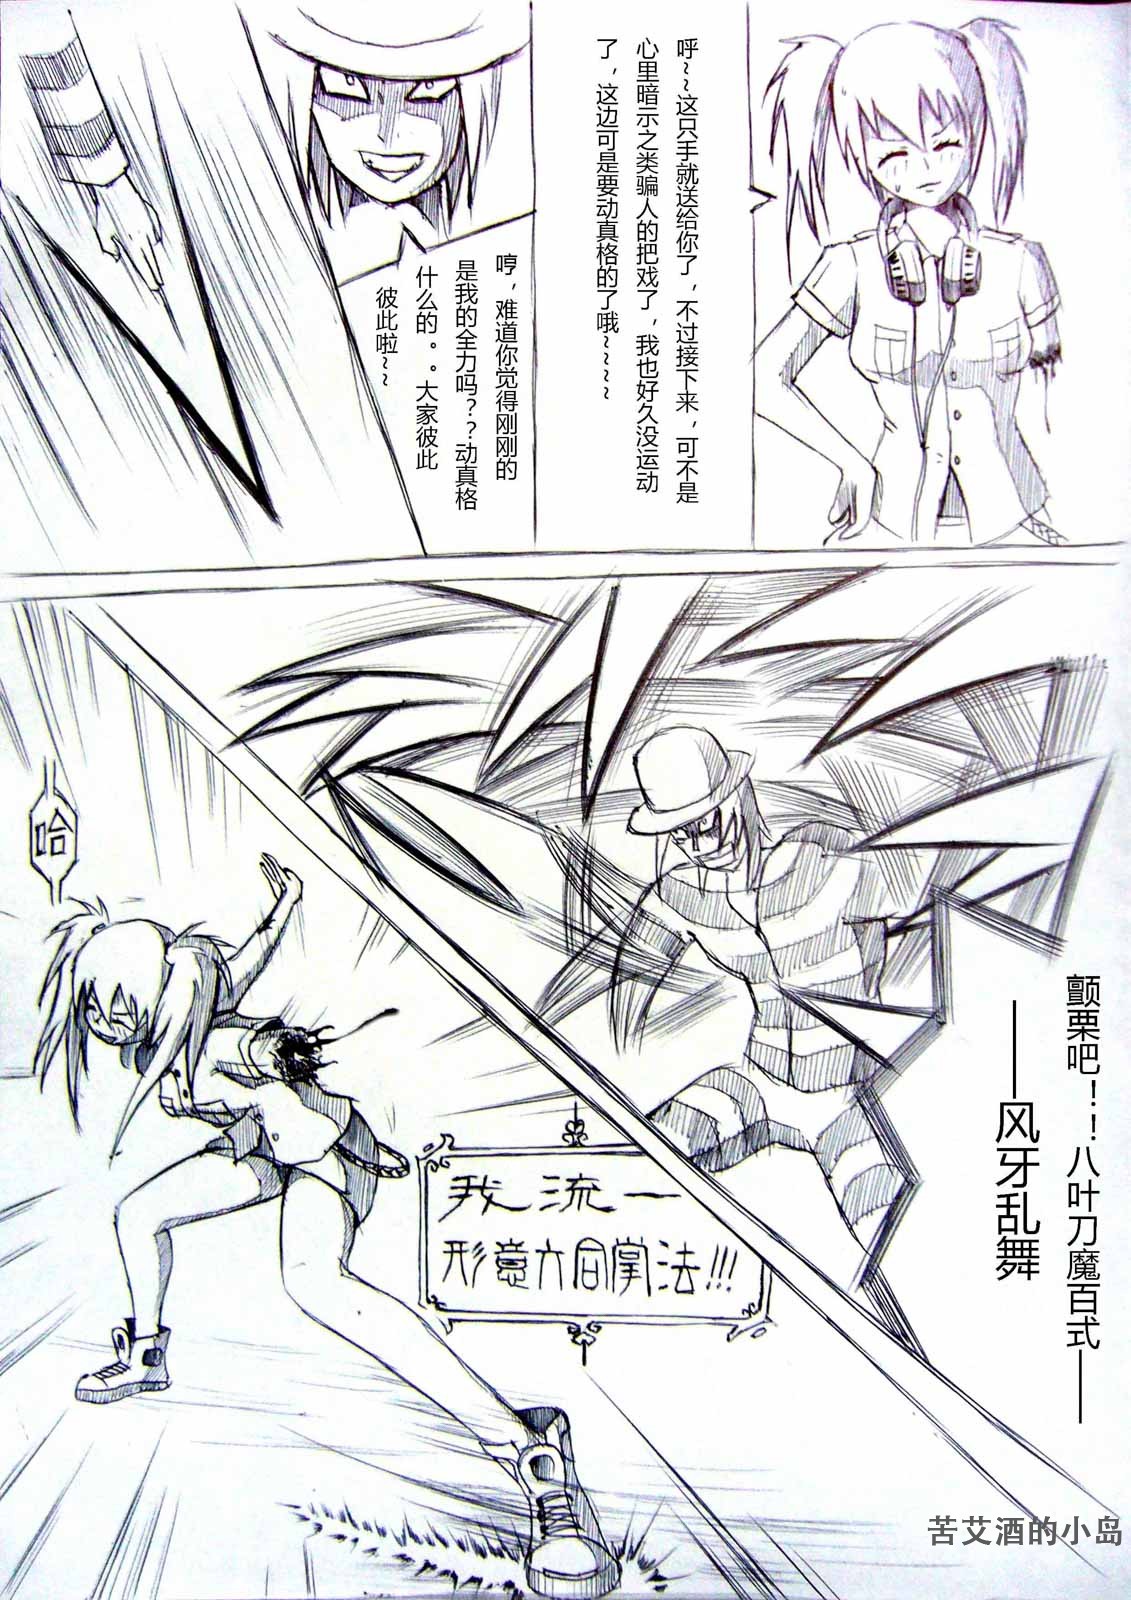 呼~~这只手就送给你了，不过接下来，可不是
心里暗示之类骗人的把戏了，我也好久没运动
了，这边可是要动真格的了哦~~~~
哼，难道你觉得刚刚的
是我的全力吗？？动真格
什么的。。大家彼此
彼此啦~~
颤栗吧！！八叶刀魔百式——
——风牙乱舞
哈
我流一
形意六合掌法!!!
苦艾酒的小岛